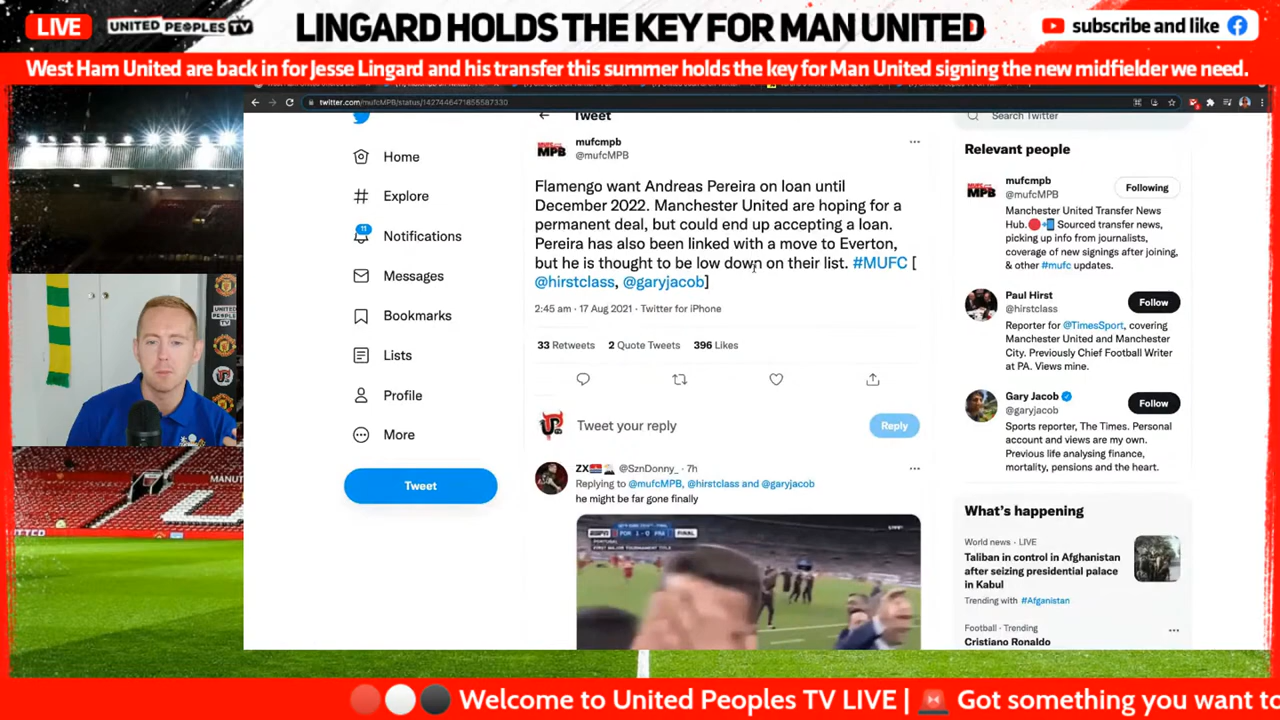 LIVE
UNITED PEOPLES TV
LINGARD HOLDS THE KEY FOR MAN UNITED
subscribe and like
West Ham United are back in for Jesse Lingard and his transfer this summer holds the key for Man United signing the new midfielder we need.
twitter.com/mufcMPB/status/1427446471855587330
Tweet
Search Twitter
Home
Explore
11
Notifications
Messages
Bookmarks
Lists
Profile
More
Tweet
mufcmpb
@mufcMPB
Flamengo want Andreas Pereira on loan until
December 2022. Manchester United are hoping for a
permanent deal, but could end up accepting a loan.
Pereira has also been linked with a move to Everton,
but he is thought to be low down on their list. #MUFC [
@hirstclass, @garyjacob]
2:45 am · 17 Aug 2021 · Twitter for iPhone
33 Retweets 2 Quote Tweets 396 Likes
Tweet your reply
Reply
ZX @SznDonny_ · 7h
Replying to @mufcMPB, @hirstclass and @garyjacob
he might be far gone finally
POR 1-0 FRA FINAL
Relevant people
mufcmpb
@mufcMPB
Following
Manchester United Transfer News
Hub. Sourced transfer news,
picking up info from journalists,
coverage of new signings after joining,
& other #mufc updates.
Paul Hirst
@hirstclass
Follow
Reporter for @TimesSport, covering
Manchester United and Manchester
City. Previously Chief Football Writer
at PA. Views mine.
Gary Jacob
@garyjacob
Follow
Sports reporter, The Times. Personal
account and views are my own.
Previous life analysing finance,
mortality, pensions and the heart.
What's happening
World news · LIVE
Taliban in control in Afghanistan
after seizing presidential palace
in Kabul
Trending with #Afganistan
Football · Trending
Cristiano Ronaldo
UNITED
PEOPLES
TV
MANUT
Welcome to United Peoples TV LIVE | Got something you want to